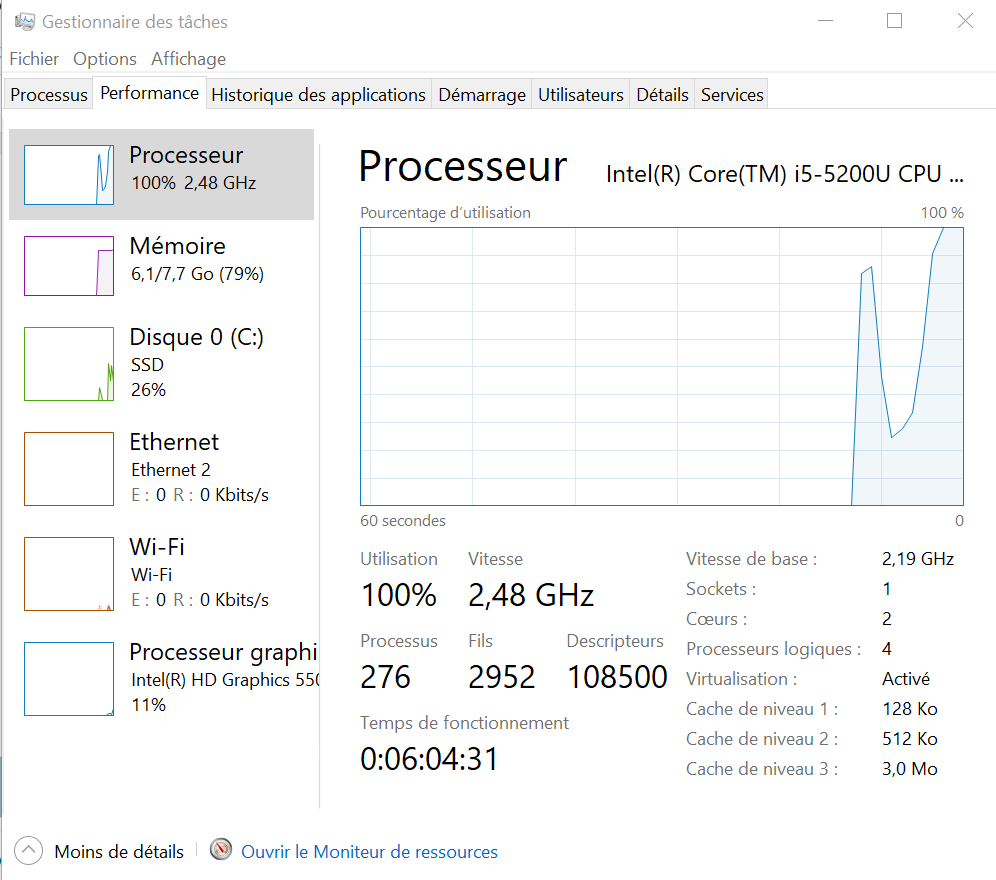 Gestionnaire des tâches
Fichier Options Affichage
Processus Performance Historique des applications Démarrage Utilisateurs Détails Services
Processeur
100% 2,48 GHz
Mémoire
6,1/7,7 Go (79%)
Disque 0 (C:)
SSD
26%
Ethernet
Ethernet 2
E : 0 R : 0 Kbits/s
Wi-Fi
Wi-Fi
E : 0 R : 0 Kbits/s
Processeur graphi
Intel(R) HD Graphics 550
11%
Processeur Intel(R) Core(TM) i5-5200U CPU ...
Pourcentage d'utilisation 100 %
60 secondes 0
Utilisation Vitesse
100% 2,48 GHz
Processus Fils Descripteurs
276 2952 108500
Temps de fonctionnement
0:06:04:31
Vitesse de base : 2,19 GHz
Sockets : 1
Cœurs : 2
Processeurs logiques : 4
Virtualisation : Activé
Cache de niveau 1 : 128 Ko
Cache de niveau 2 : 512 Ko
Cache de niveau 3 : 3,0 Mo
Moins de détails Ouvrir le Moniteur de ressources